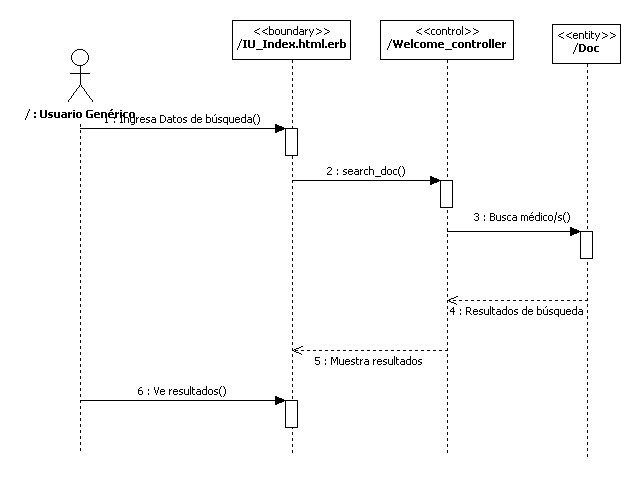 <<boundary>>
/IU_Index.html.erb
<<control>>
/Welcome_controller
<<entity>>
/Doc
/ : Usuario Genérico
1 : Ingresa Datos de búsqueda()
2 : search_doc()
3 : Busca médico/s()
4 : Resultados de búsqueda
5 : Muestra resultados
6 : Ve resultados()